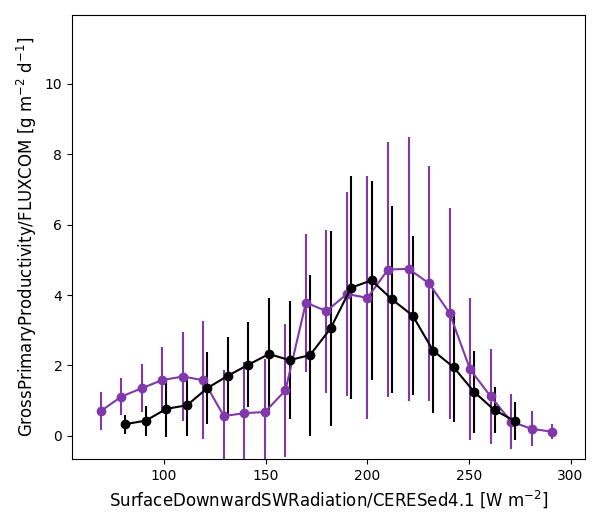 GrossPrimaryProductivity/FLUXCOM [g m⁻² d⁻¹]
10
8
6
4
2
0
100 150 200 250 300
SurfaceDownwardSWRadiation/CERESed4.1 [W m⁻²]